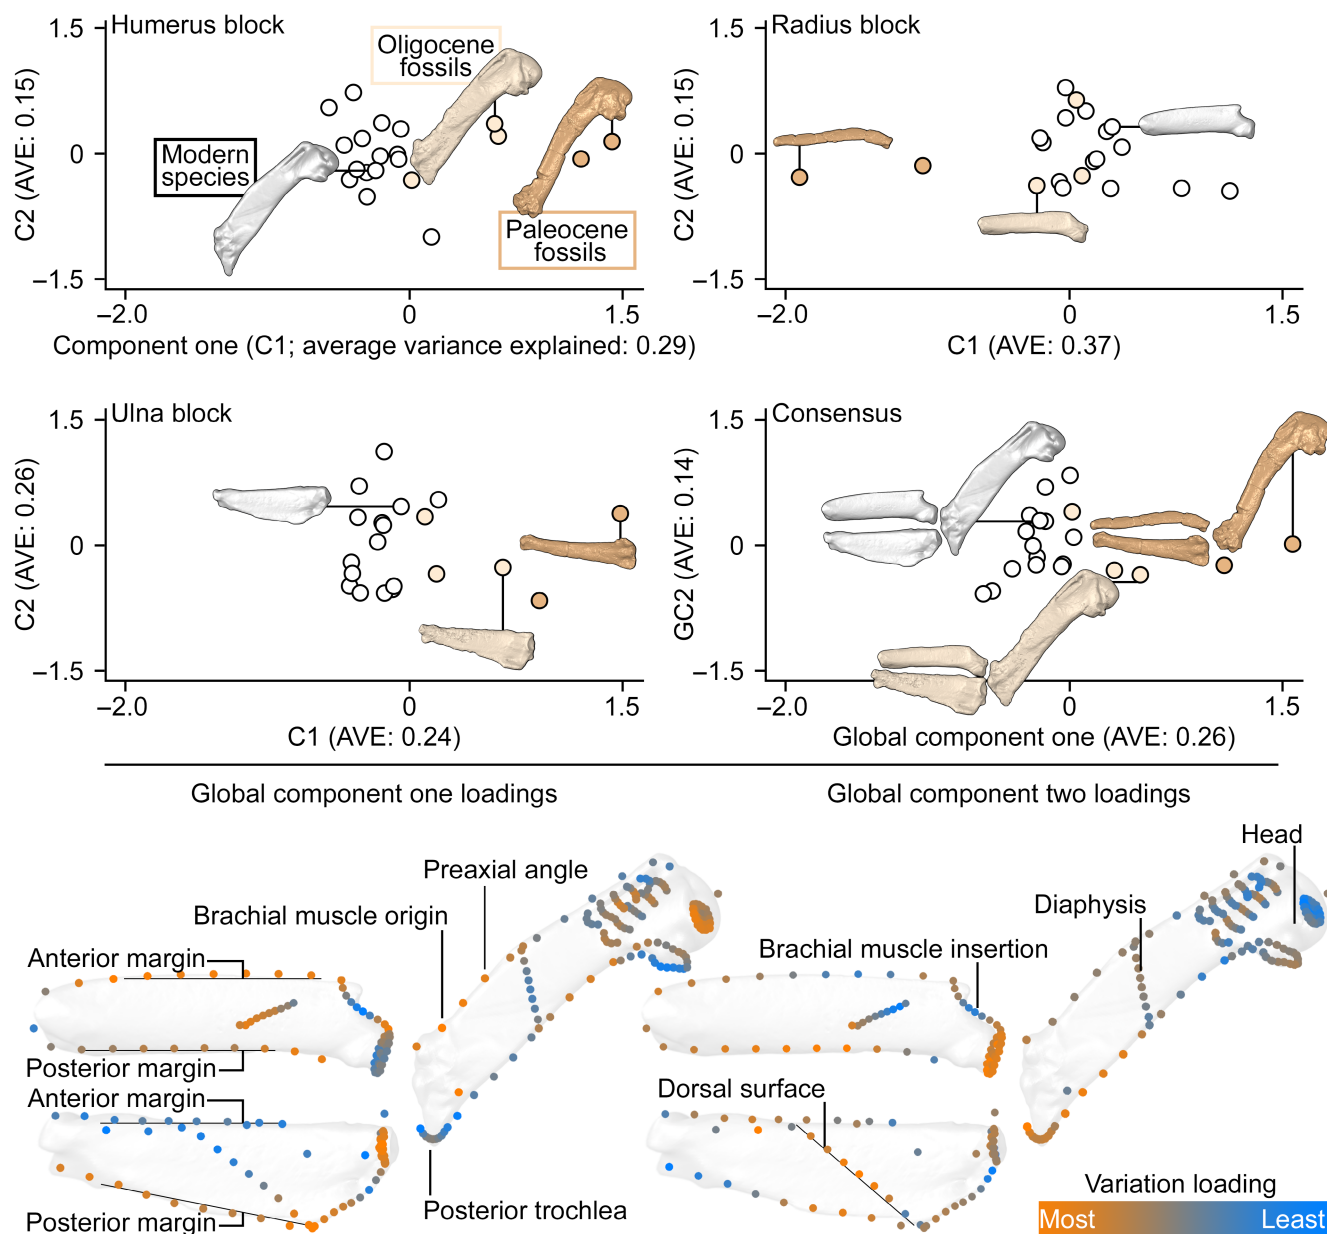 Humerus block
1.5
0
−1.5
C2 (AVE: 0.15)
Oligocene
fossils
Modern
species
Paleocene
fossils
−2.0
0
1.5
Component one (C1; average variance explained: 0.29)
Radius block
1.5
0
−1.5
C2 (AVE: 0.15)
−2.0
0
1.5
C1 (AVE: 0.37)
Ulna block
1.5
0
−1.5
C2 (AVE: 0.26)
−2.0
0
1.5
C1 (AVE: 0.24)
Consensus
1.5
0
−1.5
GC2 (AVE: 0.14)
−2.0
0
1.5
Global component one (AVE: 0.26)
Global component one loadings
Preaxial angle
Brachial muscle origin
Anterior margin
Posterior margin
Anterior margin
Posterior margin
Posterior trochlea
Global component two loadings
Head
Diaphysis
Brachial muscle insertion
Dorsal surface
Variation loading
Most
Least